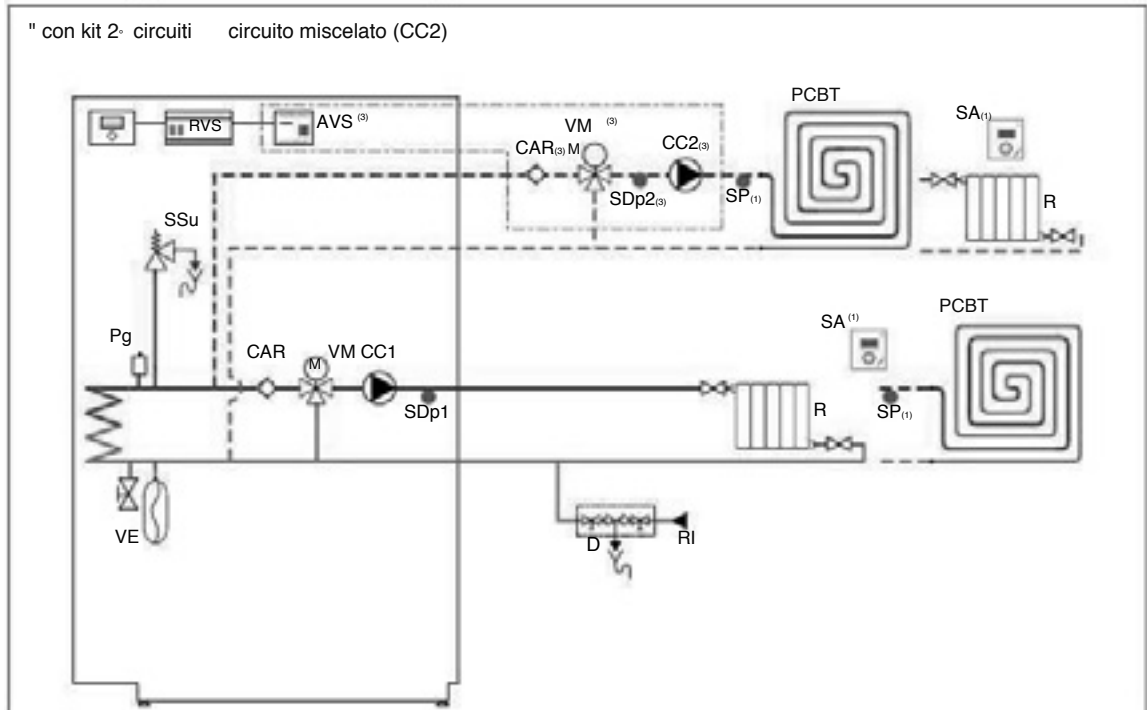 " con kit 2° circuiti circuito miscelato (CC2)
RVS
AVS (3)
VM (3)
PCBT
SA(1)
CAR(3)
M
CC2(3)
SDp2(3)
SP(1)
R
SSu
Pg
CAR
VM CC1
M
SDp1
SA (1)
PCBT
R
SP(1)
VE
D
RI